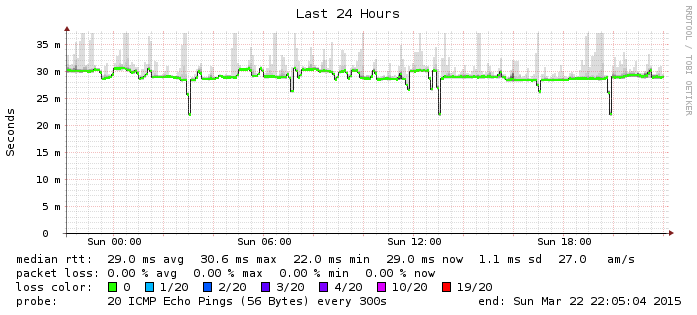 Last 24 Hours
RRDTOOL / TOBI OETIKER
Seconds
35 m
30 m
25 m
20 m
15 m
10 m
5 m
0
Sun 00:00 Sun 06:00 Sun 12:00 Sun 18:00
median rtt: 29.0 ms avg 30.6 ms max 22.0 ms min 29.0 ms now 1.1 ms sd 27.0 am/s
packet loss: 0.00 % avg 0.00 % max 0.00 % min 0.00 % now
loss color: 0 1/20 2/20 3/20 4/20 10/20 19/20
probe: 20 ICMP Echo Pings (56 Bytes) every 300s end: Sun Mar 22 22:05:04 2015